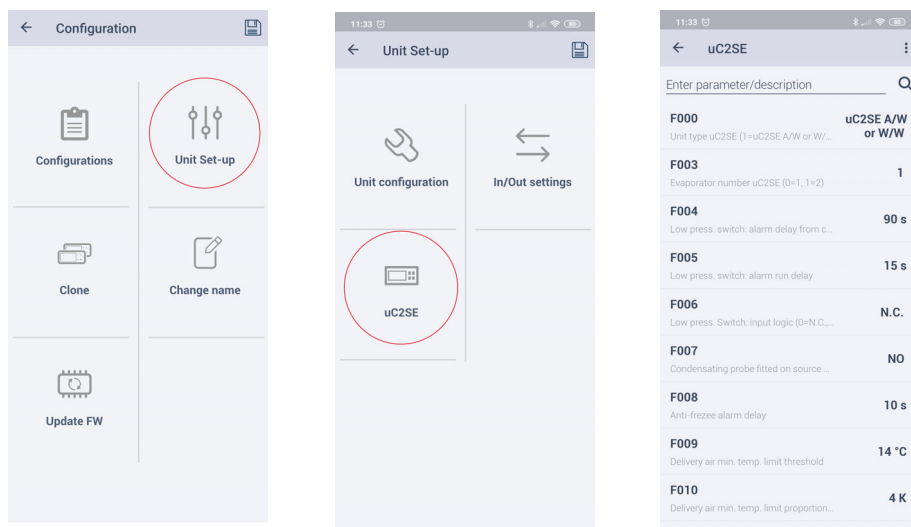 Configuration
Configurations
Unit Set-up
Clone
Change name
Update FW
11:33
Unit Set-up
Unit configuration
In/Out settings
uC2SE
11:33
uC2SE
Enter parameter/description
F000
Unit type uC2SE (1=uC2SE A/W or W/...
uC2SE A/W
or W/W
F003
Evaporator number uC2SE (0=1, 1=2)
1
F004
Low press. switch: alarm delay from c...
90 s
F005
Low press. switch: alarm run delay
15 s
F006
Low press. Switch: input logic (0=N.C.,...
N.C.
F007
Condensating probe fitted on source ...
NO
F008
Anti-frezee alarm delay
10 s
F009
Delivery air min. temp. limit threshold
14 °C
F010
Delivery air min. temp. limit proportion...
4 K